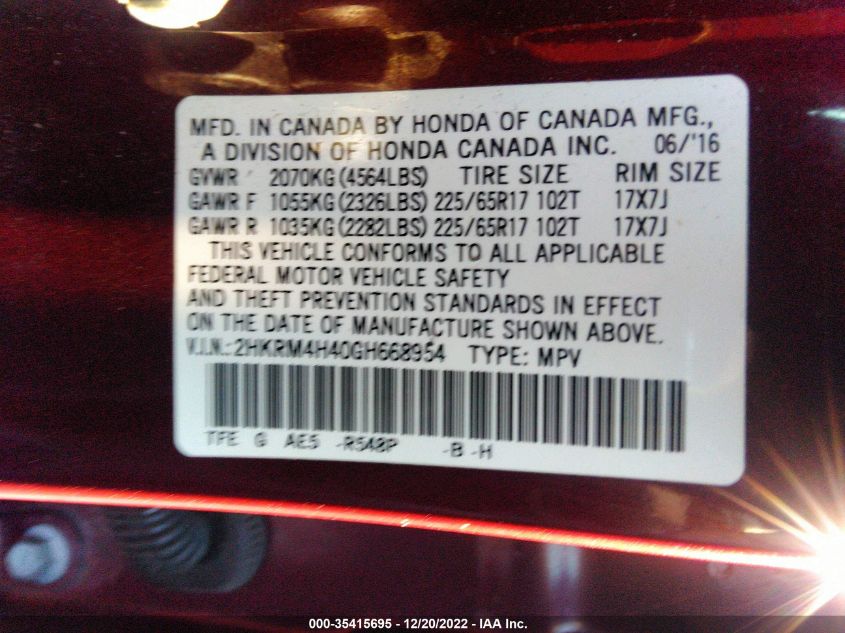 MFD. IN CANADA BY HONDA OF CANADA MFG.,
A DIVISION OF HONDA CANADA INC. 06/'16
GVWR 2070KG(4564LBS) TIRE SIZE RIM SIZE
GAWR F 1055KG(2326LBS) 225/65R17 102T 17X7J
GAWR R 1035KG(2282LBS) 225/65R17 102T 17X7J
THIS VEHICLE CONFORMS TO ALL APPLICABLE
FEDERAL MOTOR VEHICLE SAFETY
AND THEFT PREVENTION STANDARDS IN EFFECT
ON THE DATE OF MANUFACTURE SHOWN ABOVE.
V.I.N.:2HKRM4H40GH668954 TYPE: MPV
TFE G AE5 -R548P -B -H
000-35415695 - 12/20/2022 - IAA Inc.